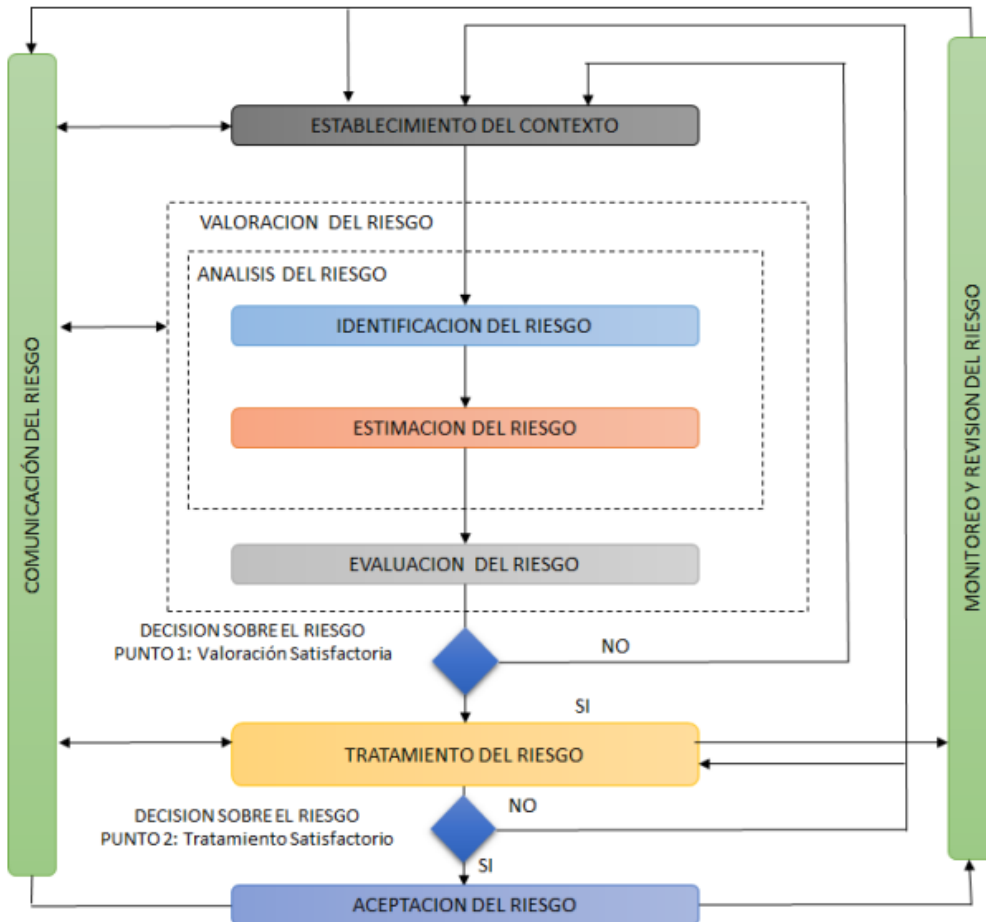 ESTABLECIMIENTO DEL CONTEXTO
VALORACION DEL RIESGO
ANALISIS DEL RIESGO
IDENTIFICACION DEL RIESGO
ESTIMACION DEL RIESGO
EVALUACION DEL RIESGO
DECISION SOBRE EL RIESGO
PUNTO 1: Valoración Satisfactoria
NO
SI
TRATAMIENTO DEL RIESGO
NO
DECISION SOBRE EL RIESGO
PUNTO 2: Tratamiento Satisfactorio
SI
ACEPTACION DEL RIESGO
COMUNICACIÓN DEL RIESGO
MONITOREO Y REVISION DEL RIESGO